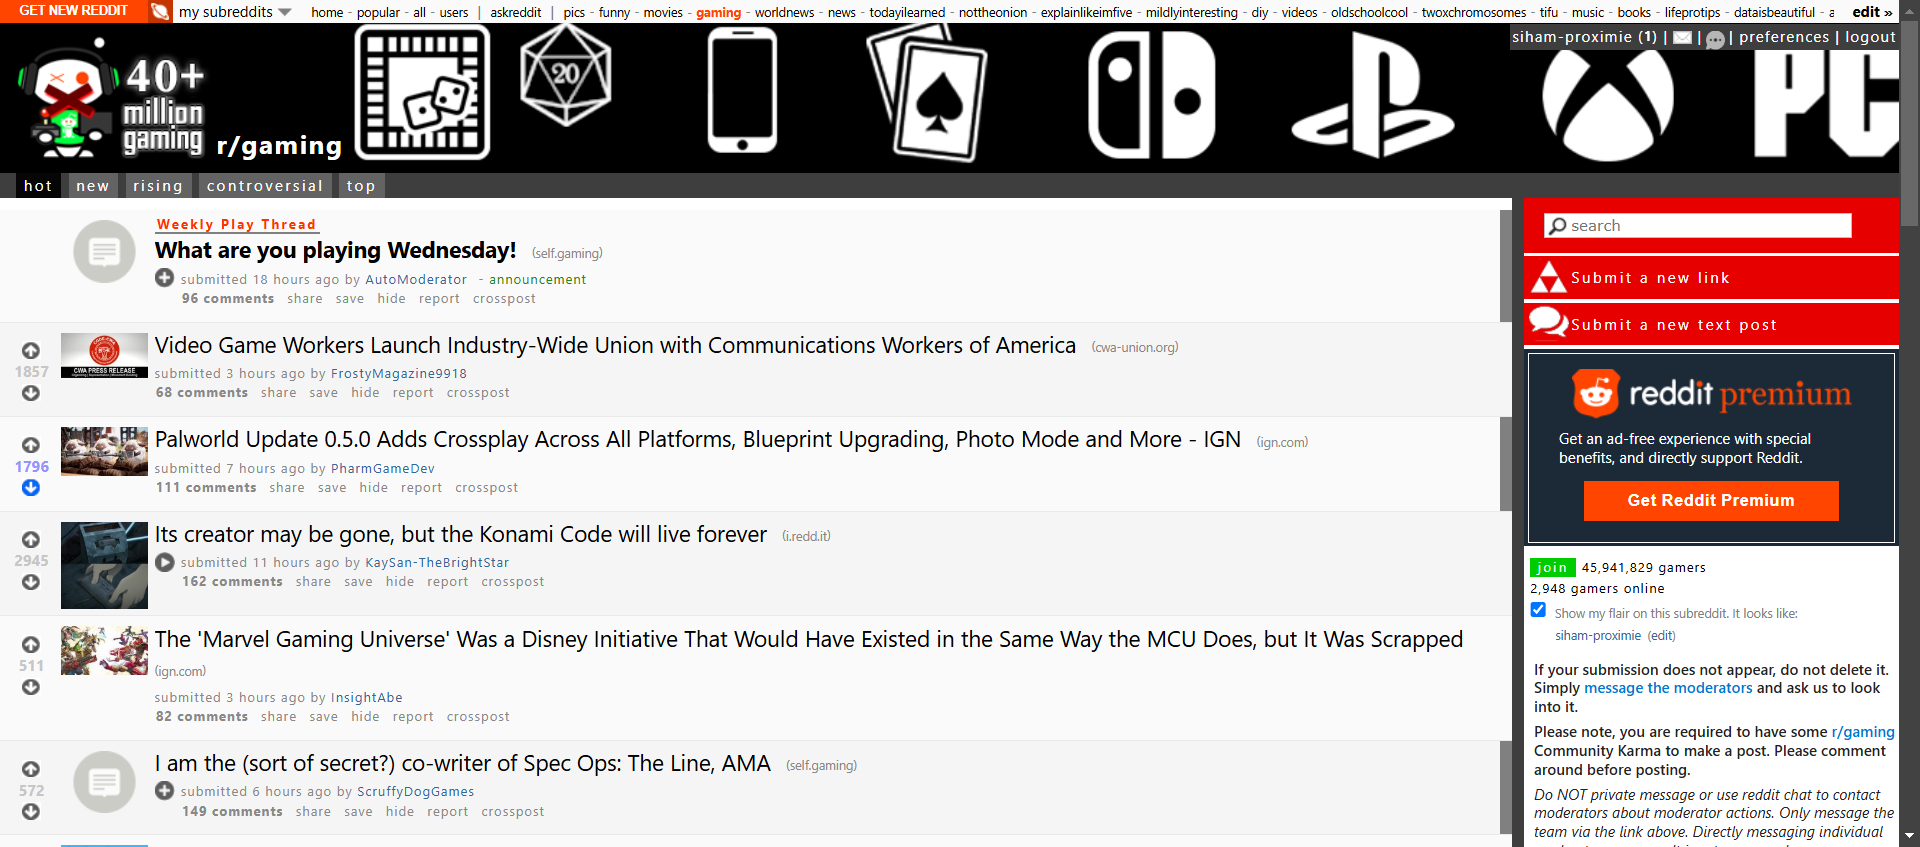 GET NEW REDDIT my subreddits home - popular - all - users | askreddit | pics - funny - movies - gaming - worldnews - news - todayilearned - nottheonion - explainlikeimfive - mildlyinteresting - diy - videos - oldschoolcool - twoxchromosomes - tifu - music - books - lifeprotips - dataisbeautiful - a edit »
siham-proximie (1) | | | preferences | logout
40+
million
gaming
r/gaming
20
PC
hot new rising controversial top
Weekly Play Thread
What are you playing Wednesday! (self.gaming)
submitted 18 hours ago by AutoModerator - announcement
96 comments share save hide report crosspost
1857
CWA PRESS RELEASE
Video Game Workers Launch Industry-Wide Union with Communications Workers of America (cwa-union.org)
submitted 3 hours ago by FrostyMagazine9918
68 comments share save hide report crosspost
1796
Palworld Update 0.5.0 Adds Crossplay Across All Platforms, Blueprint Upgrading, Photo Mode and More - IGN (ign.com)
submitted 7 hours ago by PharmGameDev
111 comments share save hide report crosspost
2945
Its creator may be gone, but the Konami Code will live forever (i.redd.it)
submitted 11 hours ago by KaySan-TheBrightStar
162 comments share save hide report crosspost
511
The 'Marvel Gaming Universe' Was a Disney Initiative That Would Have Existed in the Same Way the MCU Does, but It Was Scrapped
(ign.com)
submitted 3 hours ago by InsightAbe
82 comments share save hide report crosspost
572
I am the (sort of secret?) co-writer of Spec Ops: The Line, AMA (self.gaming)
submitted 6 hours ago by ScruffyDogGames
149 comments share save hide report crosspost
search
Submit a new link
Submit a new text post
reddit premium
Get an ad-free experience with special
benefits, and directly support Reddit.
Get Reddit Premium
join 45,941,829 gamers
2,948 gamers online
Show my flair on this subreddit. It looks like:
siham-proximie (edit)
If your submission does not appear, do not delete it.
Simply message the moderators and ask us to look
into it.
Please note, you are required to have some r/gaming
Community Karma to make a post. Please comment
around before posting.
Do NOT private message or use reddit chat to contact
moderators about moderator actions. Only message the
team via the link above. Directly messaging individual